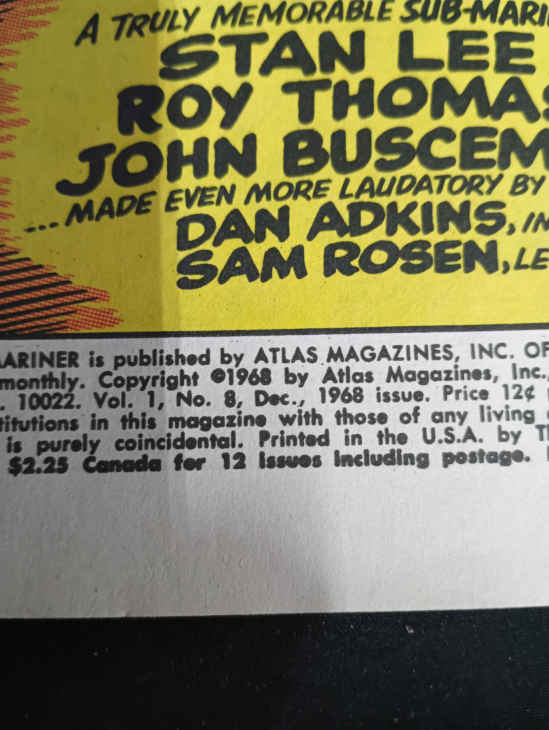 A TRULY MEMORABLE SUB-MARI
STAN LEE
ROY THOMAS
JOHN BUSCEM
...MADE EVEN MORE LAUDATORY BY
DAN ADKINS, IN
SAM ROSEN, LE
ARINER is published by ATLAS MAGAZINES, INC. OF
monthly. Copyright ©1968 by Atlas Magazines, Inc.,
. 10022. Vol. 1, No. 8, Dec., 1968 issue. Price 12¢
titutions in this magazine with those of any living
is purely coincidental. Printed in the U.S.A. by T
$2.25 Canada for 12 Issues Including postage.